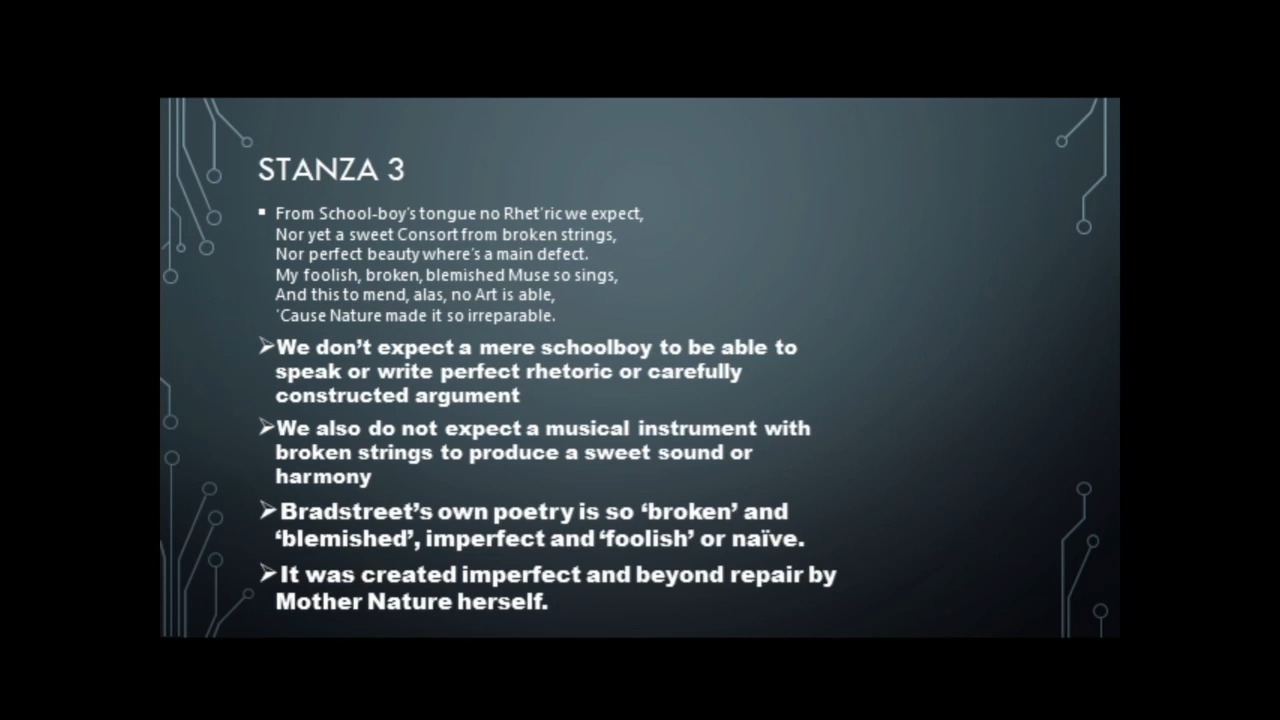 STANZA 3
▪ From School-boy's tongue no Rhet'ric we expect,
Nor yet a sweet Consort from broken strings,
Nor perfect beauty where's a main defect.
My foolish, broken, blemished Muse so sings,
And this to mend, alas, no Art is able,
'Cause Nature made it so irreparable.
➢We don't expect a mere schoolboy to be able to
speak or write perfect rhetoric or carefully
constructed argument
➢We also do not expect a musical instrument with
broken strings to produce a sweet sound or
harmony
➢Bradstreet's own poetry is so ‘broken’ and
‘blemished’, imperfect and ‘foolish’ or naïve.
➢It was created imperfect and beyond repair by
Mother Nature herself.